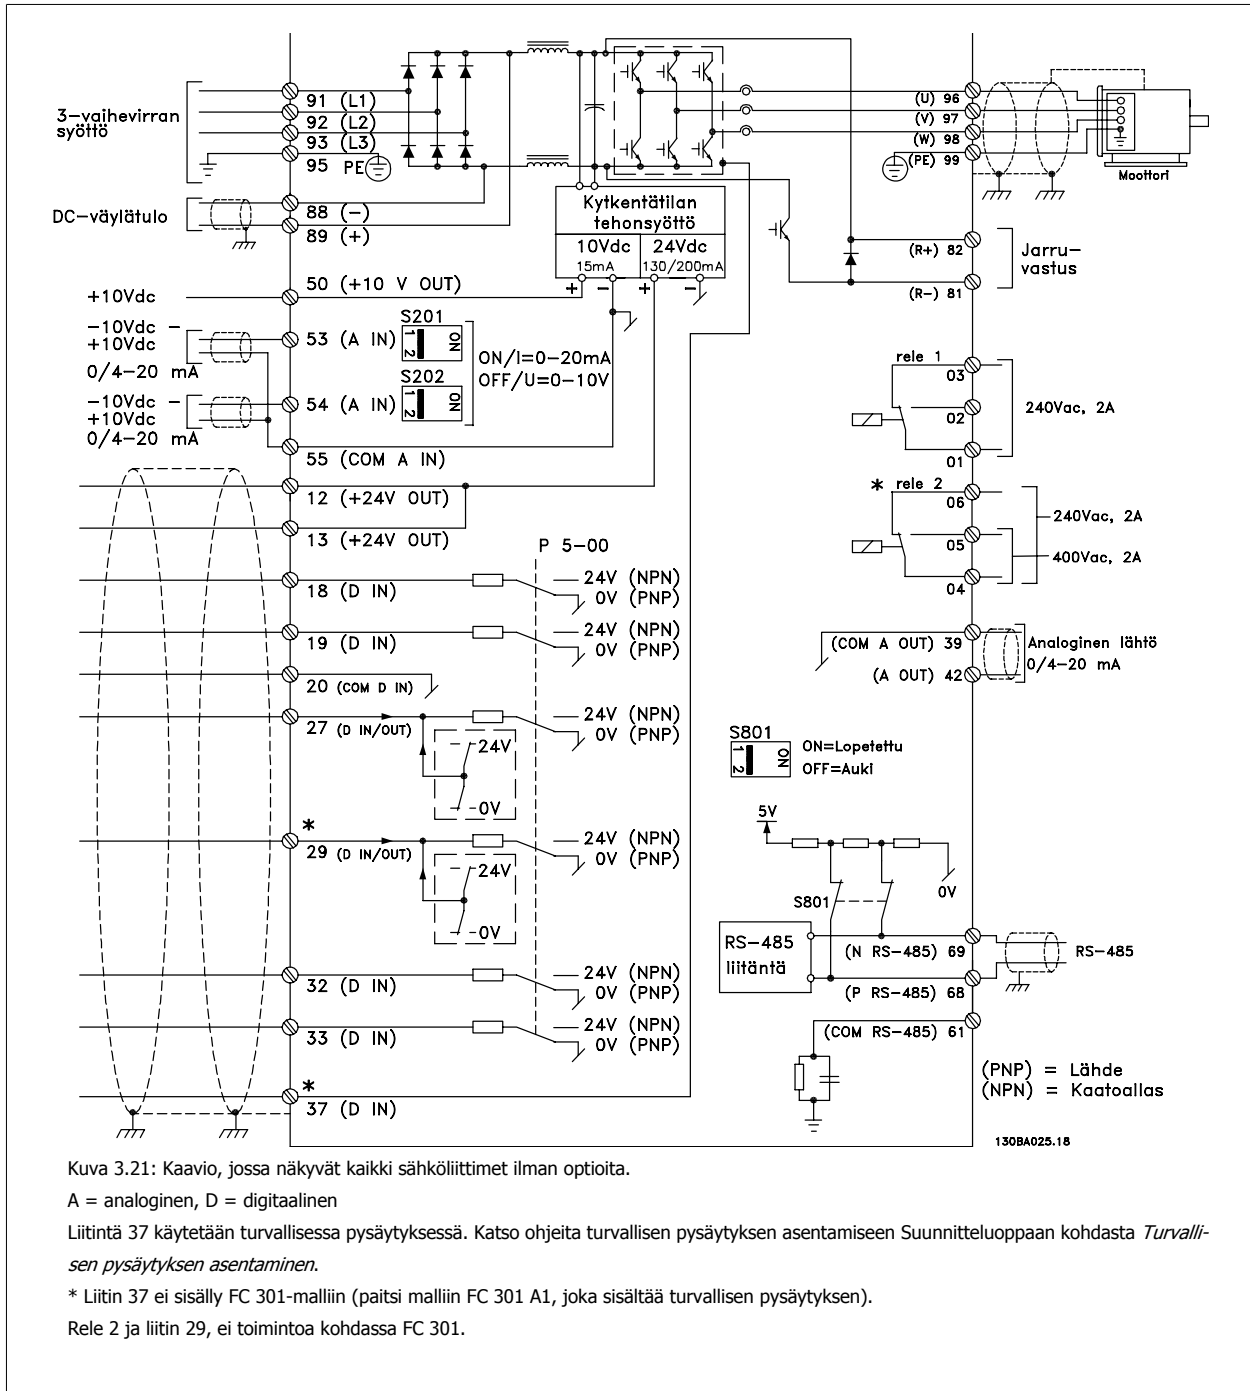 3-vaihevirran
syöttö
91 (L1)
92 (L2)
93 (L3)
95 PE
DC-väylätulo
88 (-)
89 (+)
+10Vdc
50 (+10 V OUT)
-10Vdc -
+10Vdc
0/4-20 mA
53 (A IN)
S201
1 2 ON
ON/I=0-20mA
OFF/U=0-10V
-10Vdc -
+10Vdc
0/4-20 mA
54 (A IN)
S202
1 2 ON
55 (COM A IN)
12 (+24V OUT)
13 (+24V OUT)
Kytkentätilan
tehonsyöttö
10Vdc
15mA
24Vdc
130/200mA
+ - + -
P 5-00
18 (D IN)
24V (NPN)
0V (PNP)
19 (D IN)
24V (NPN)
0V (PNP)
20 (COM D IN)
27 (D IN/OUT)
24V (NPN)
0V (PNP)
24V
0V
*
29 (D IN/OUT)
24V (NPN)
0V (PNP)
24V
0V
32 (D IN)
24V (NPN)
0V (PNP)
33 (D IN)
24V (NPN)
0V (PNP)
*
37 (D IN)
(U) 96
(V) 97
(W) 98
(PE) 99
Moottori
(R+) 82
(R-) 81
Jarru-
vastus
rele 1
03
02
01
240Vac, 2A
* rele 2
06
05
04
240Vac, 2A
400Vac, 2A
(COM A OUT) 39
(A OUT) 42
Analoginen lähtö
0/4-20 mA
S801
1 2 ON
ON=Lopetettu
OFF=Auki
5V
S801
0V
RS-485
liitäntä
(N RS-485) 69
(P RS-485) 68
(COM RS-485) 61
RS-485
(PNP) = Lähde
(NPN) = Kaatoallas
130BA025.18
Kuva 3.21: Kaavio, jossa näkyvät kaikki sähköliittimet ilman optioita.
A = analoginen, D = digitaalinen
Liitintä 37 käytetään turvallisessa pysäytyksessä. Katso ohjeita turvallisen pysäytyksen asentamiseen Suunnitteluoppaan kohdasta Turvalli-
sen pysäytyksen asentaminen.
* Liitin 37 ei sisälly FC 301-malliin (paitsi malliin FC 301 A1, joka sisältää turvallisen pysäytyksen).
Rele 2 ja liitin 29, ei toimintoa kohdassa FC 301.